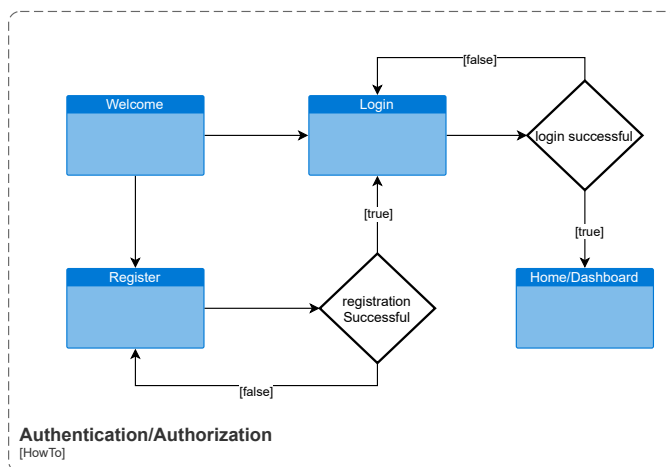 [false]
Welcome
Login
login successful
[true]
[true]
Register
registration
Successful
Home/Dashboard
[false]
Authentication/Authorization
[HowTo]